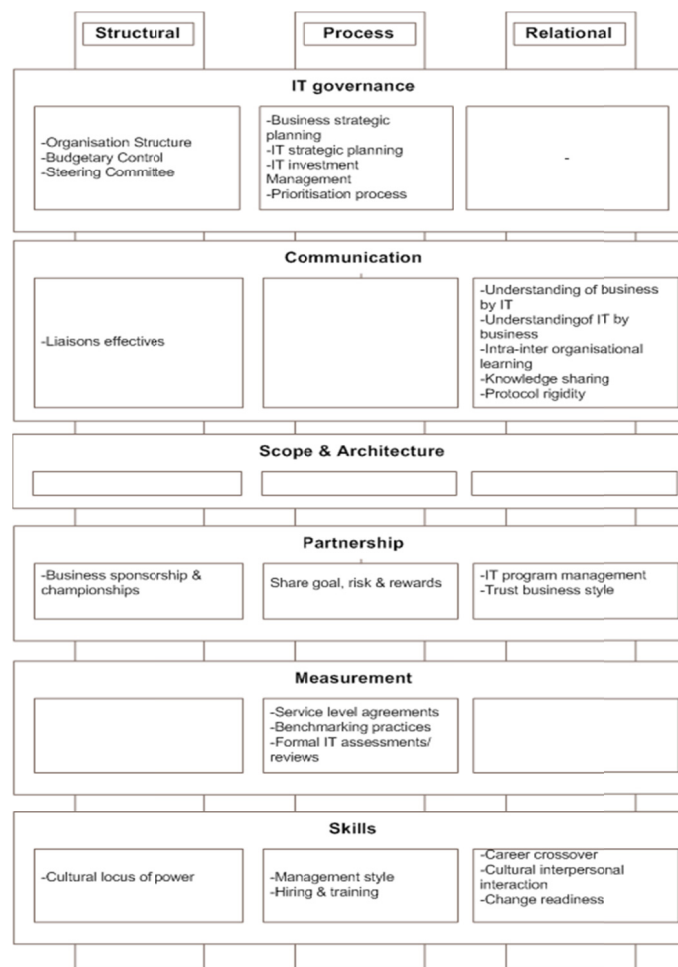 Structural
Process
Relational
IT governance
-Organisation Structure
-Budgetary Control
-Steering Committee
-Business strategic
planning
-IT strategic planning
-IT investment
Management
-Prioritisation process
-
Communication
-Liaisons effectives
-Understanding of business
by IT
-Understandingof IT by
business
-Intra-inter organisational
learning
-Knowledge sharing
-Protocol rigidity
Scope & Architecture
Partnership
-Business sponsorship &
championships
Share goal, risk & rewards
-IT program management
-Trust business style
Measurement
-Service level agreements
-Benchmarking practices
-Formal IT assessments/
reviews
Skills
-Cultural locus of power
-Management style
-Hiring & training
-Career crossover
-Cultural interpersonal
interaction
-Change readiness